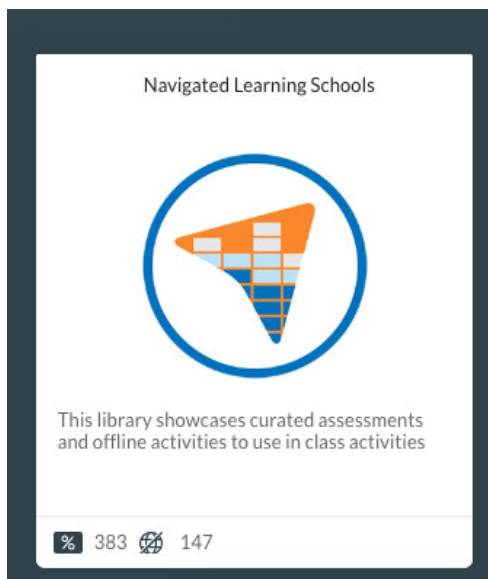 Navigated Learning Schools
This library showcases curated assessments
and offline activities to use in class activities
% 383 147